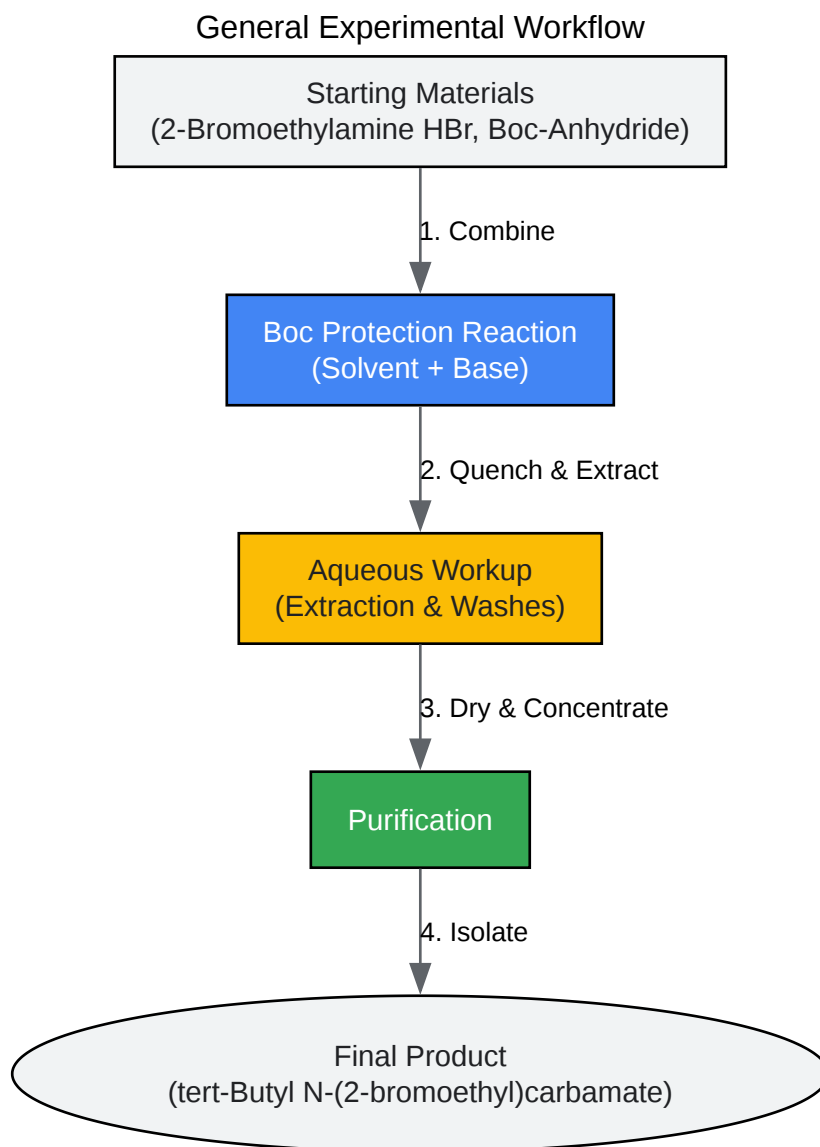 General Experimental Workflow
Starting Materials
(2-Bromoethylamine HBr, Boc-Anhydride)
1. Combine
Boc Protection Reaction
(Solvent + Base)
2. Quench & Extract
Aqueous Workup
(Extraction & Washes)
3. Dry & Concentrate
Purification
4. Isolate
Final Product
(tert-Butyl N-(2-bromoethyl)carbamate)